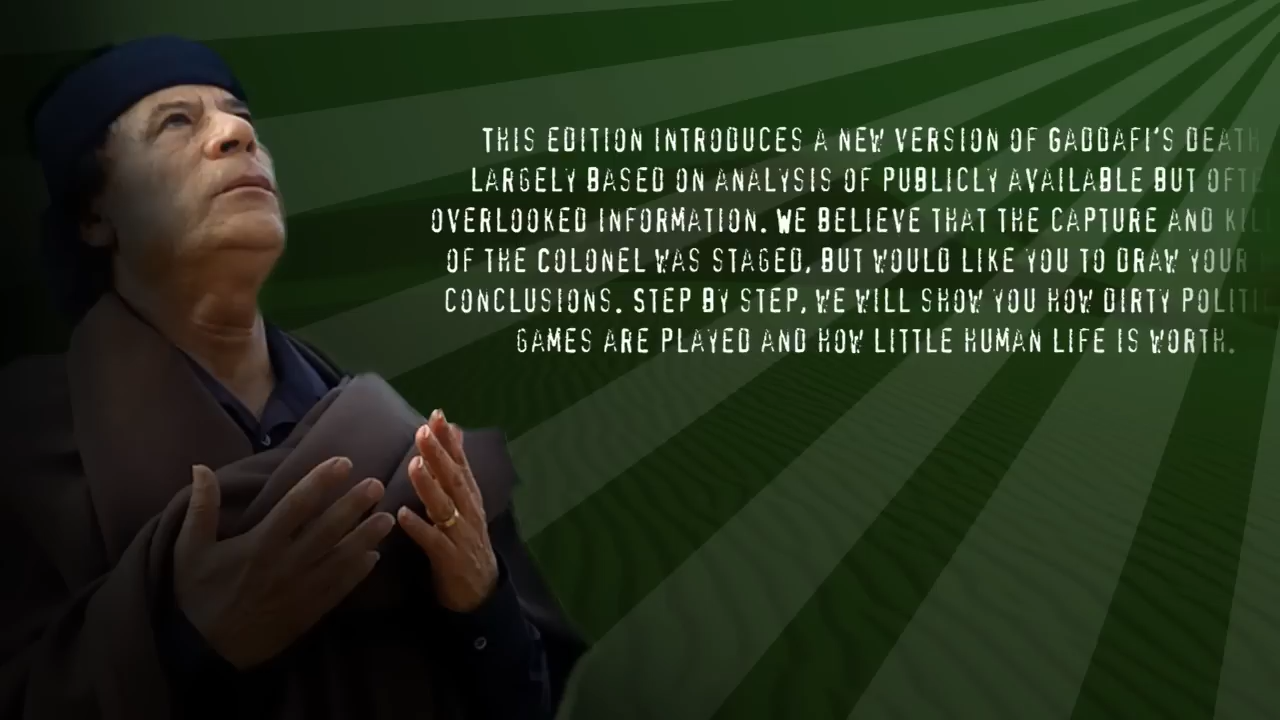 THIS EDITION INTRODUCES A NEW VERSION OF GADDAFI'S DEATH
LARGELY BASED ON ANALYSIS OF PUBLICLY AVAILABLE BUT
OVERLOOKED INFORMATION. WE BELIEVE THAT THE CAPTURE AND
OF THE COLONEL WAS STAGED, BUT WOULD LIKE YOU TO DRAW YOUR
CONCLUSIONS. STEP BY STEP, WE WILL SHOW YOU HOW DIRTY
GAMES ARE PLAYED AND HOW LITTLE HUMAN LIFE IS WORTH.